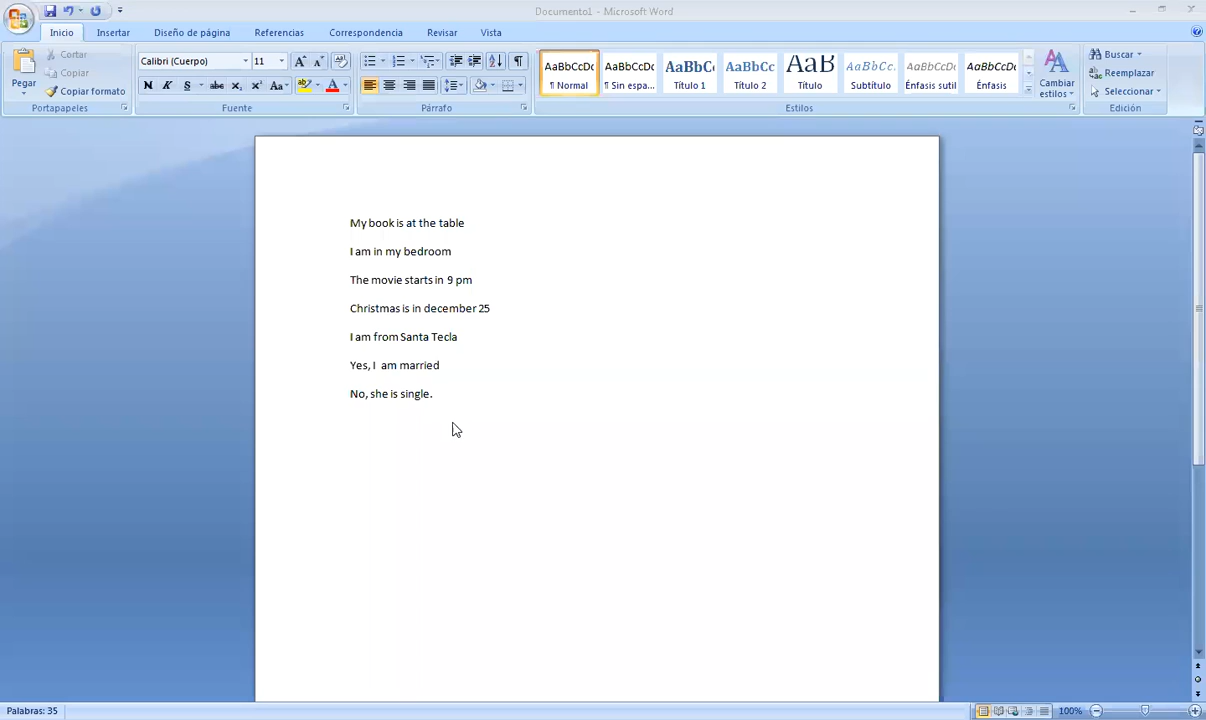 Documento1 - Microsoft Word
Inicio Insertar Diseño de página Referencias Correspondencia Revisar Vista
Pegar
Cortar
Copiar
Copiar formato
Portapapeles
Calibri (Cuerpo) 11
N K S abc x₂ x² Aa
Fuente
Párrafo
AaBbCcDc AaBbCcDc AaBbC AaBbCc AaB AaBbCc. AaBbCcDc AaBbCcDc
¶ Normal ¶ Sin espa... Título 1 Título 2 Título Subtítulo Énfasis sutil Énfasis
Cambiar estilos
Estilos
Buscar
Reemplazar
Seleccionar
Edición
My book is at the table
I am in my bedroom
The movie starts in 9 pm
Christmas is in december 25
I am from Santa Tecla
Yes, I  am married
No, she is single.
Palabras: 35
100%